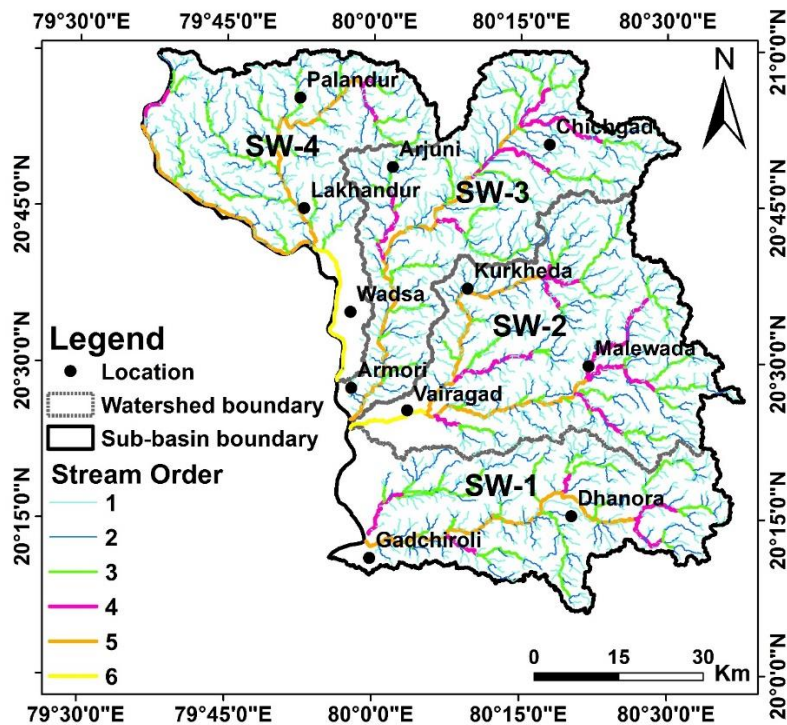 79°30'0"E 79°45'0"E 80°0'0"E 80°15'0"E 80°30'0"E
21°0'0"N
N
Palandur
Chichgad
SW-4
Arjuni
SW-3
Lakhandur
20°45'0"N 20°45'0"N
Kurkheda
Wadsa
SW-2
Legend
Location
Malewada
20°30'0"N 20°30'0"N
Armori
Vairagad
Watershed boundary
Sub-basin boundary
Stream Order
SW-1
1
Dhanora
20°15'0"N 20°15'0"N
2
Gadchiroli
3
4
5
6
0 15 30
Km
20°0'0"N
79°30'0"E 79°45'0"E 80°0'0"E 80°15'0"E 80°30'0"E